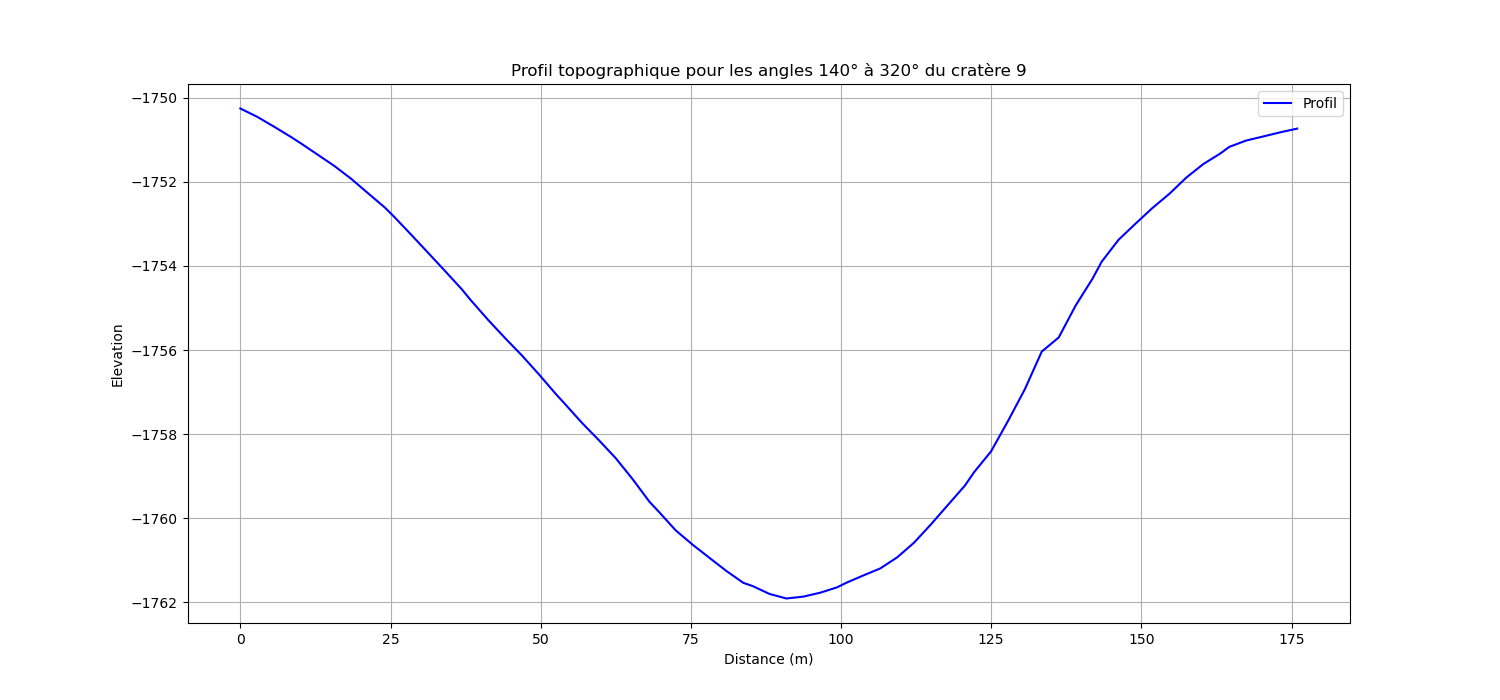 Profil topographique pour les angles 140° à 320° du cratère 9
Profil
−1750
−1752
−1754
−1756
−1758
−1760
−1762
Elevation
0 25 50 75 100 125 150 175
Distance (m)